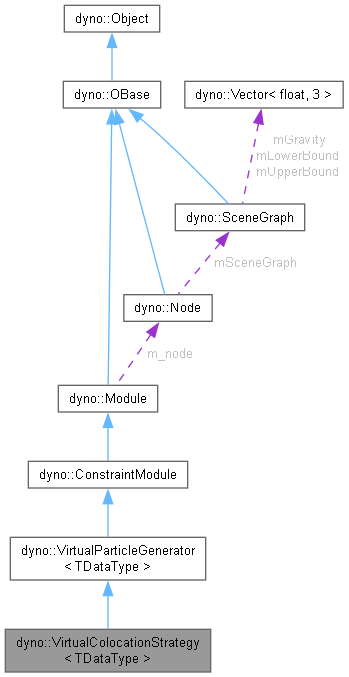 dyno::Object
dyno::OBase
dyno::Vector< float, 3 >
mGravity
mLowerBound
mUpperBound
dyno::SceneGraph
mSceneGraph
dyno::Node
m_node
dyno::Module
dyno::ConstraintModule
dyno::VirtualParticleGenerator
< TDataType >
dyno::VirtualColocationStrategy
< TDataType >